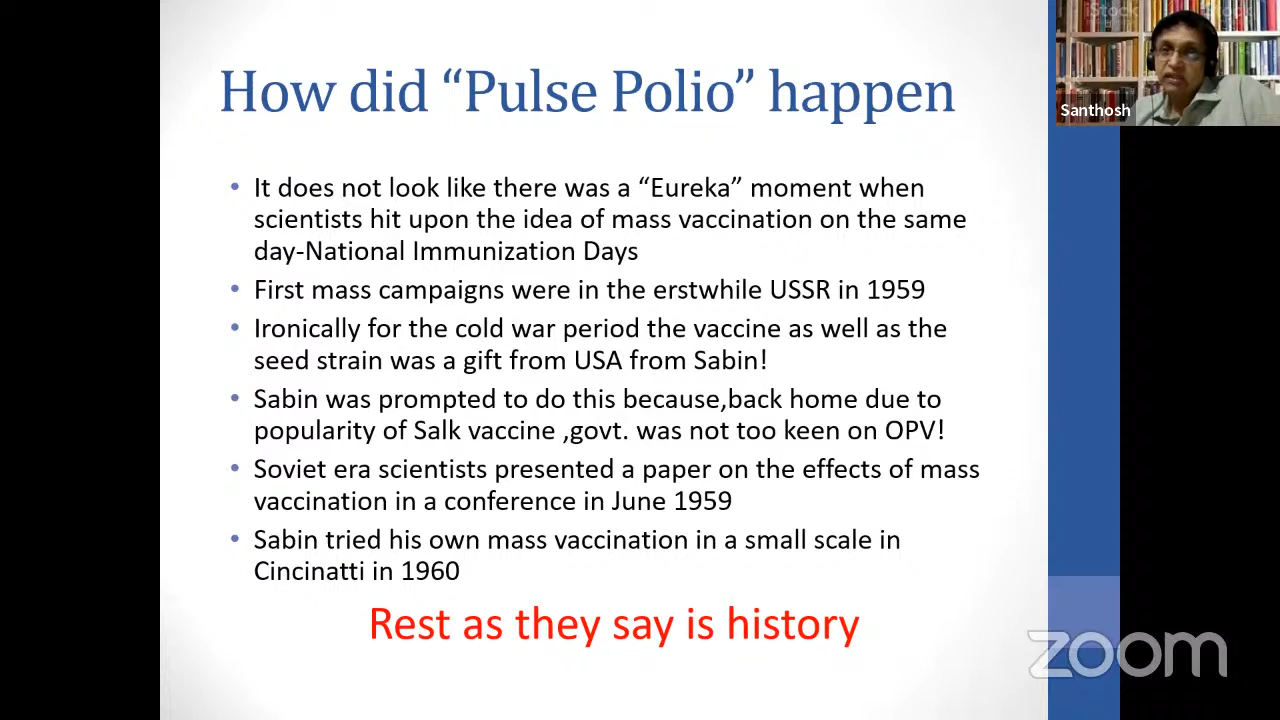 How did “Pulse Polio” happen
• It does not look like there was a “Eureka” moment when
scientists hit upon the idea of mass vaccination on the same
day-National Immunization Days
• First mass campaigns were in the erstwhile USSR in 1959
• Ironically for the cold war period the vaccine as well as the
seed strain was a gift from USA from Sabin!
• Sabin was prompted to do this because,back home due to
popularity of Salk vaccine ,govt. was not too keen on OPV!
• Soviet era scientists presented a paper on the effects of mass
vaccination in a conference in June 1959
• Sabin tried his own mass vaccination in a small scale in
Cincinatti in 1960
Rest as they say is history
iStock
Santhosh
zoom